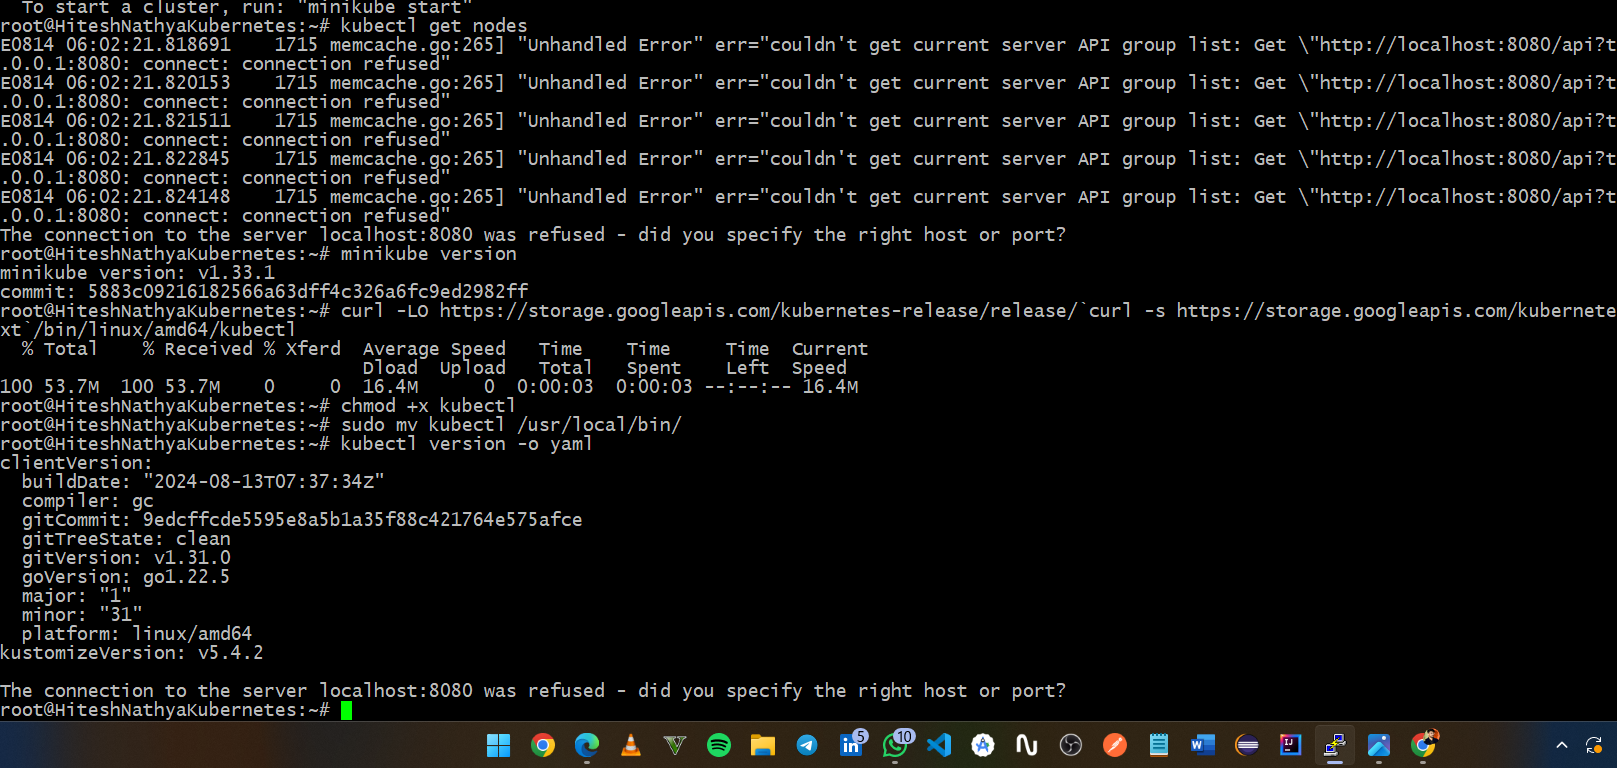 To start a cluster, run: "minikube start"
root@HiteshNathyaKubernetes:~# kubectl get nodes
E0814 06:02:21.818691    1715 memcache.go:265] "Unhandled Error" err="couldn't get current server API group list: Get \"http://localhost:8080/api?t
.0.0.1:8080: connect: connection refused"
E0814 06:02:21.820153    1715 memcache.go:265] "Unhandled Error" err="couldn't get current server API group list: Get \"http://localhost:8080/api?t
.0.0.1:8080: connect: connection refused"
E0814 06:02:21.821511    1715 memcache.go:265] "Unhandled Error" err="couldn't get current server API group list: Get \"http://localhost:8080/api?t
.0.0.1:8080: connect: connection refused"
E0814 06:02:21.822845    1715 memcache.go:265] "Unhandled Error" err="couldn't get current server API group list: Get \"http://localhost:8080/api?t
.0.0.1:8080: connect: connection refused"
E0814 06:02:21.824148    1715 memcache.go:265] "Unhandled Error" err="couldn't get current server API group list: Get \"http://localhost:8080/api?t
.0.0.1:8080: connect: connection refused"
The connection to the server localhost:8080 was refused - did you specify the right host or port?
root@HiteshNathyaKubernetes:~# minikube version
minikube version: v1.33.1
commit: 5883c09216182566a63dff4c326a6fc9ed2982ff
root@HiteshNathyaKubernetes:~# curl -LO https://storage.googleapis.com/kubernetes-release/release/`curl -s https://storage.googleapis.com/kubernete
xt`/bin/linux/amd64/kubectl
  % Total    % Received % Xferd  Average Speed   Time    Time     Time  Current
                                 Dload  Upload   Total   Spent    Left  Speed
100 53.7M  100 53.7M    0     0  16.4M      0  0:00:03  0:00:03 --:--:-- 16.4M
root@HiteshNathyaKubernetes:~# chmod +x kubectl
root@HiteshNathyaKubernetes:~# sudo mv kubectl /usr/local/bin/
root@HiteshNathyaKubernetes:~# kubectl version -o yaml
clientVersion:
  buildDate: "2024-08-13T07:37:34Z"
  compiler: gc
  gitCommit: 9edcffcde5595e8a5b1a35f88c421764e575afce
  gitTreeState: clean
  gitVersion: v1.31.0
  goVersion: go1.22.5
  major: "1"
  minor: "31"
  platform: linux/amd64
kustomizeVersion: v5.4.2
The connection to the server localhost:8080 was refused - did you specify the right host or port?
root@HiteshNathyaKubernetes:~#
5 10